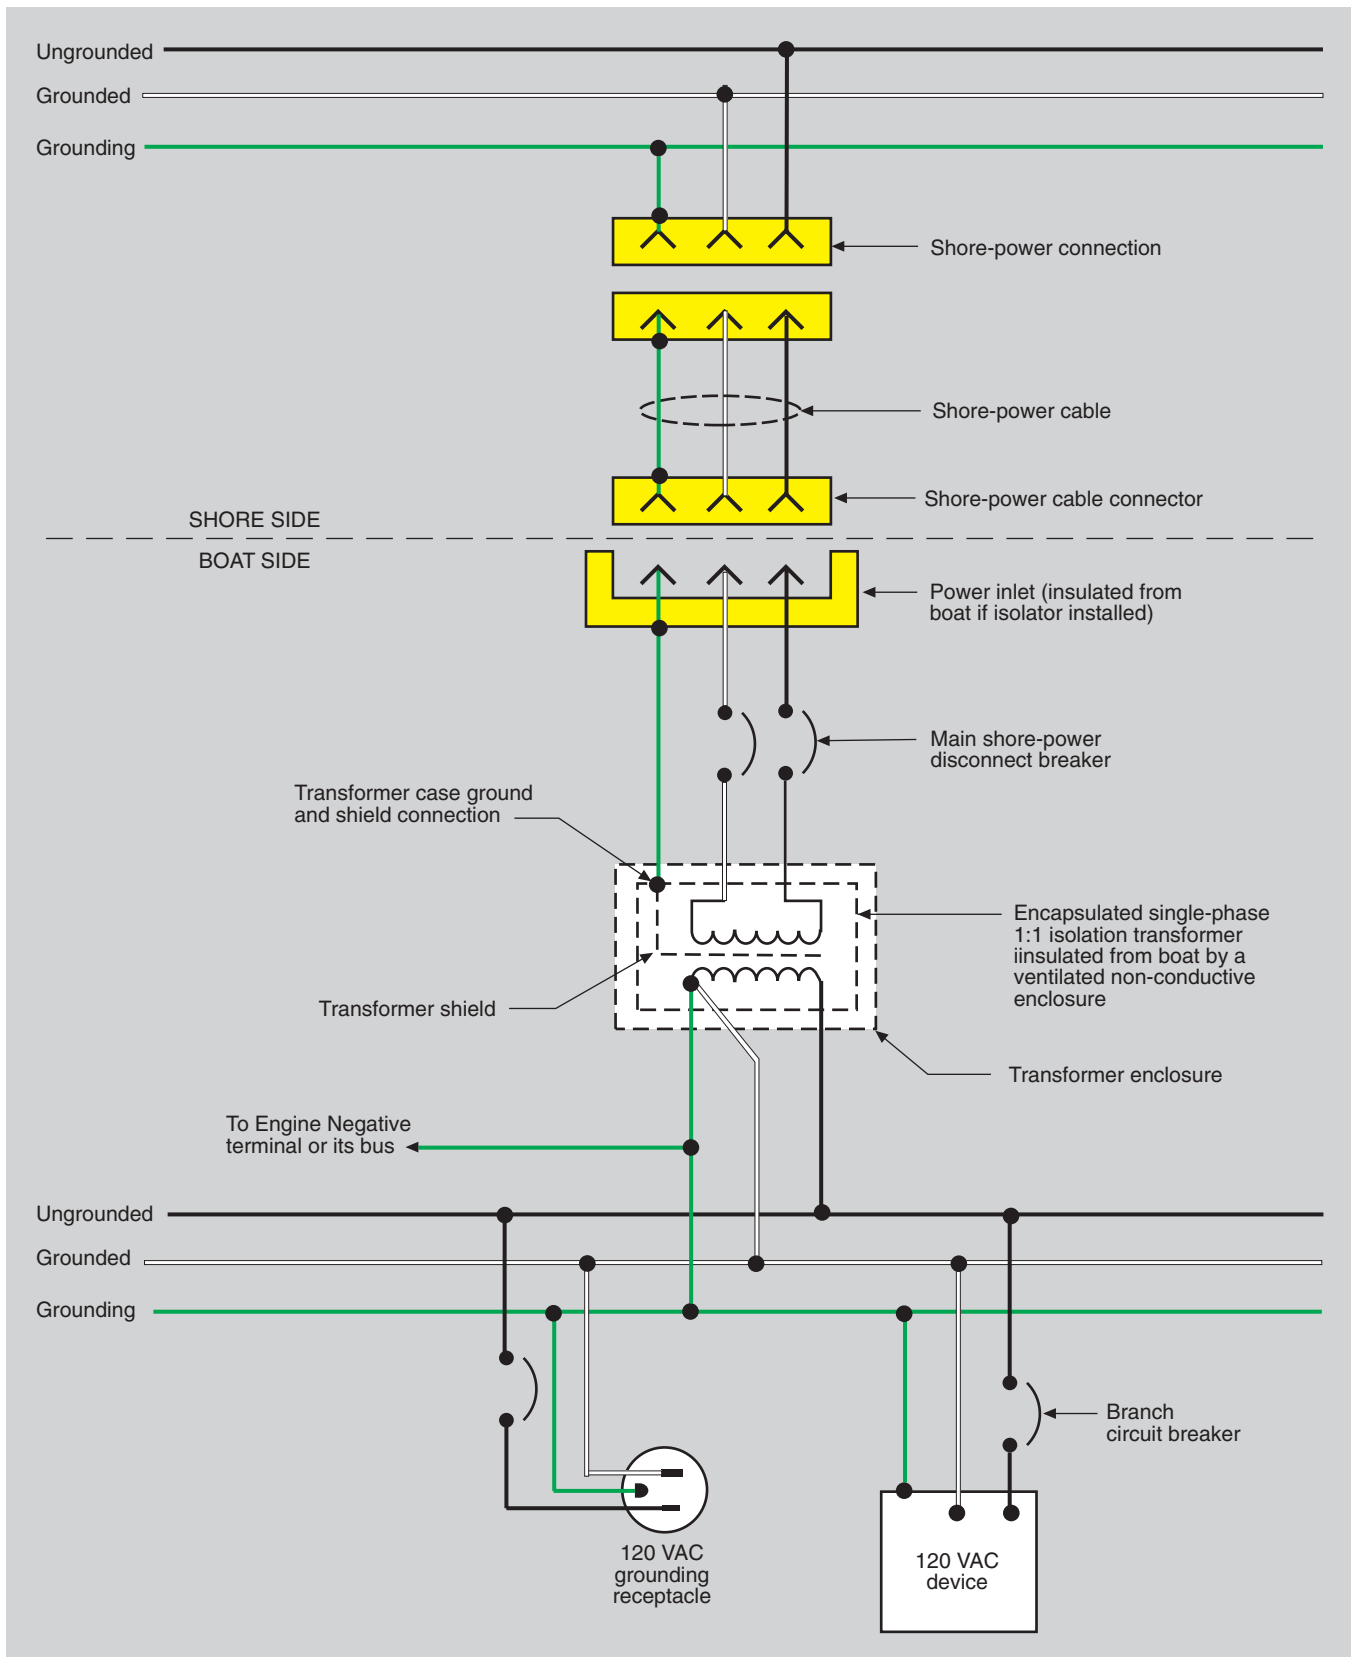 Ungrounded
Grounded
Grounding
Shore-power connection
Shore-power cable
Shore-power cable connector
SHORE SIDE
BOAT SIDE
Power inlet (insulated from
boat if isolator installed)
Main shore-power
disconnect breaker
Transformer case ground
and shield connection
Encapsulated single-phase
1:1 isolation transformer
iinsulated from boat by a
ventilated non-conductive
enclosure
Transformer shield
Transformer enclosure
To Engine Negative
terminal or its bus
Ungrounded
Grounded
Grounding
Branch
circuit breaker
120 VAC
grounding
receptacle
120 VAC
device